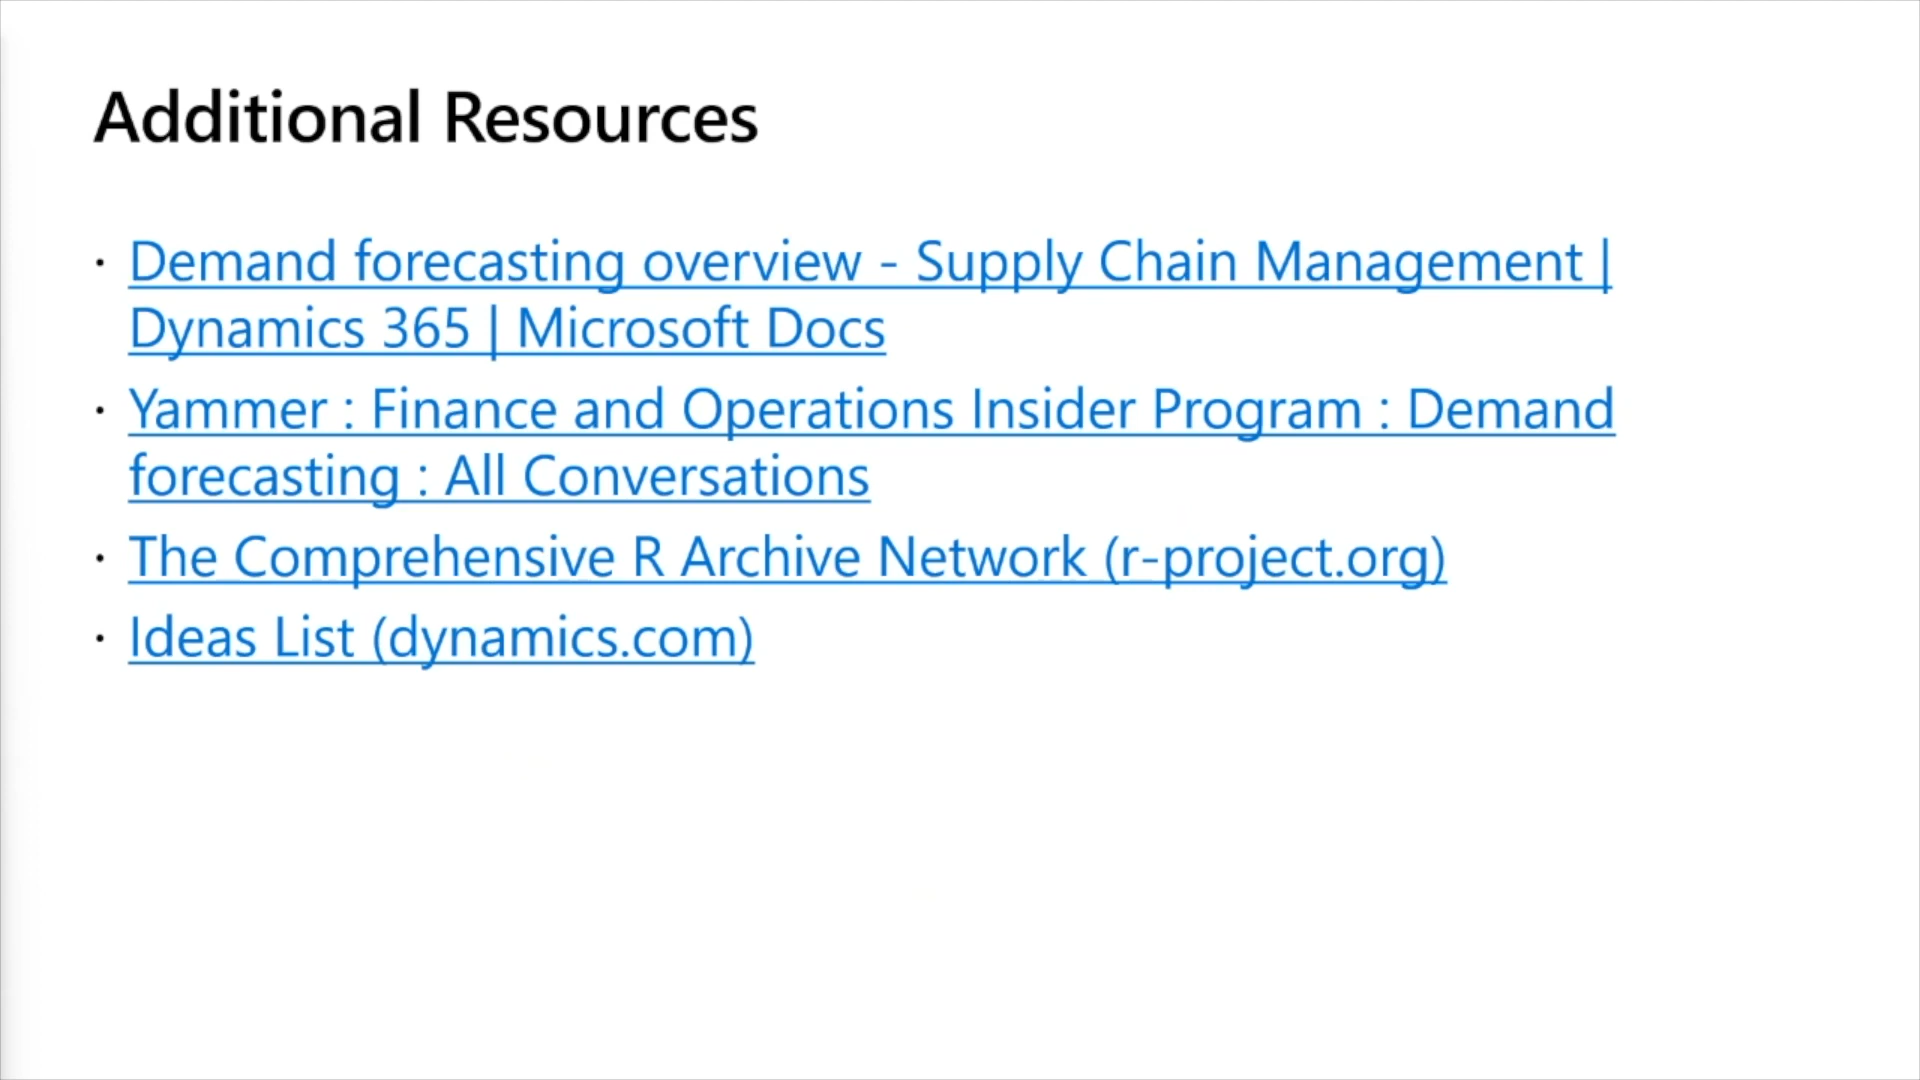 Additional Resources
· Demand forecasting overview - Supply Chain Management |
Dynamics 365 | Microsoft Docs
· Yammer : Finance and Operations Insider Program : Demand
forecasting : All Conversations
· The Comprehensive R Archive Network (r-project.org)
· Ideas List (dynamics.com)